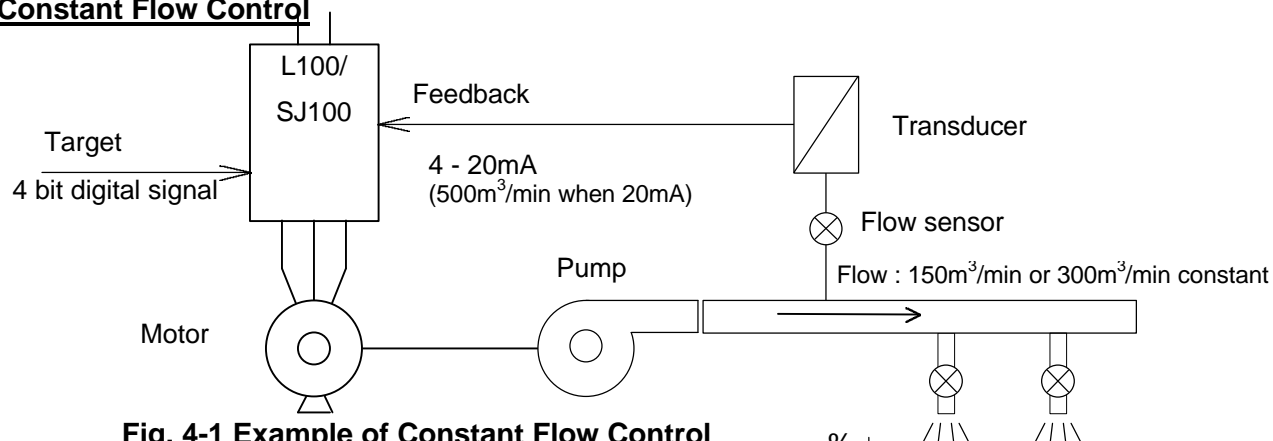 Constant Flow Control
L100/
SJ100
Feedback
Transducer
Target
4 bit digital signal
4 - 20mA
(500m³/min when 20mA)
Flow sensor
Pump
Flow : 150m³/min or 300m³/min constant
Motor
Fig. 4-1 Example of Constant Flow Control
%